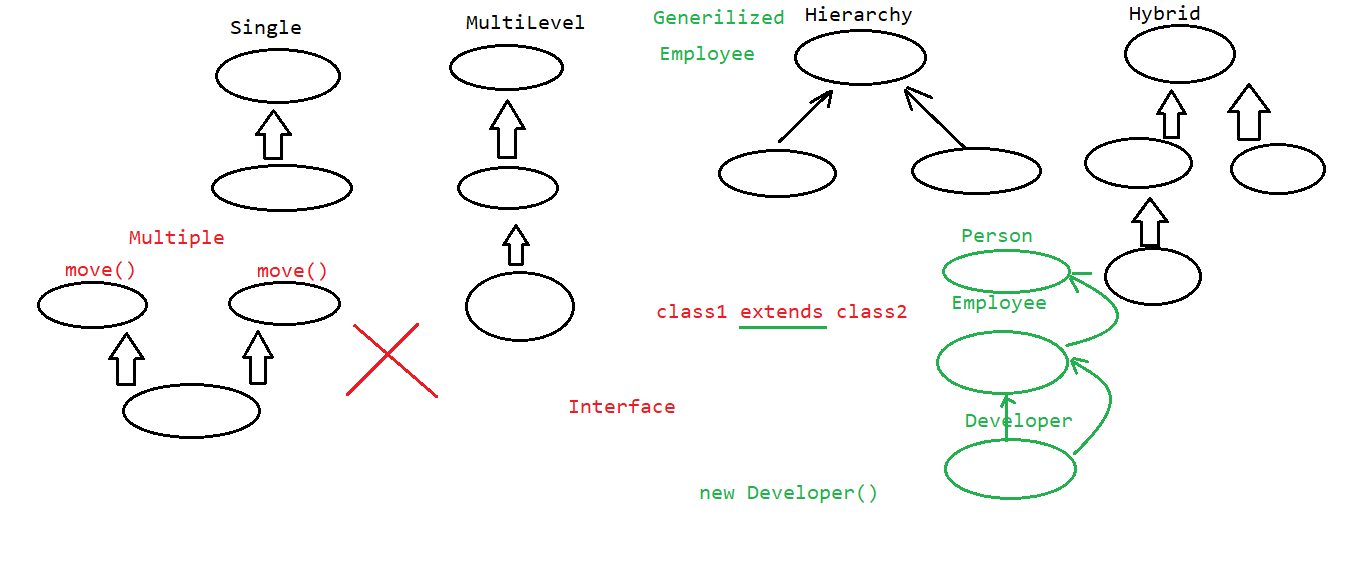 Single
MultiLevel
Generilized
Hierarchy
Hybrid
Employee
Multiple
move()
move()
Person
Employee
class1 extends class2
Interface
Developer
new Developer()